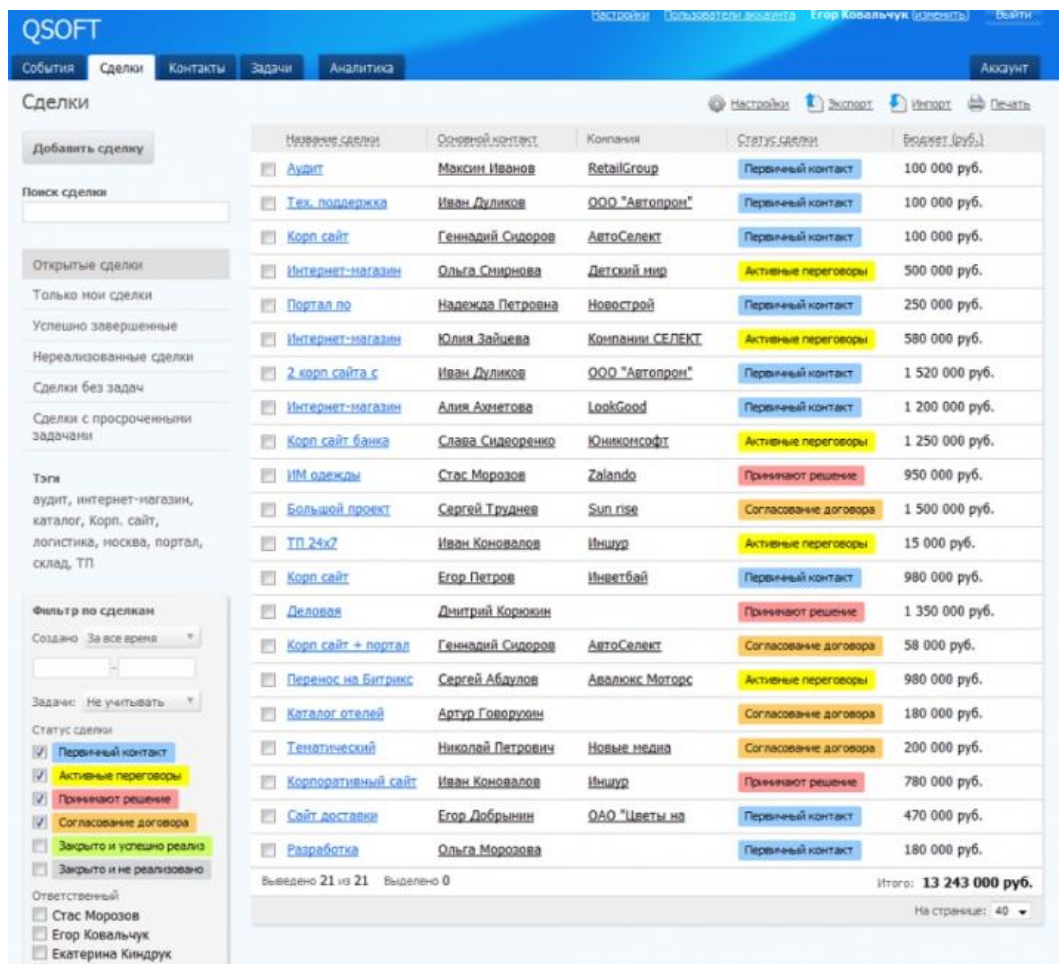 Настройки Пользователи аккаунта Егор Ковальчук (изменить) Выйти
QSOFT
События Сделки Контакты Задачи Аналитика Аккаунт
Сделки
Настройки Экспорт Импорт Печать
Добавить сделку
Поиск сделки
Открытые сделки
Только мои сделки
Успешно завершенные
Нереализованные сделки
Сделки без задач
Сделки с просроченными
задачами
Тэги
аудит, интернет-магазин,
каталог, Корп. сайт,
логистика, москва, портал,
склад, ТП
Фильтр по сделкам
Создано За все время
-
Задачи: Не учитывать
Статус сделки
Первичный контакт
Активные переговоры
Принимают решение
Согласование договора
Закрыто и успешно реализ
Закрыто и не реализовано
Ответственный
Стас Морозов
Егор Ковальчук
Екатерина Киндрук
Название сделки Основной контакт Компания Статус сделки Бюджет (руб.)
Аудит Максим Иванов RetailGroup Первичный контакт 100 000 руб.
Тех. поддержка Иван Дуликов ООО "Автопром" Первичный контакт 100 000 руб.
Корп сайт Геннадий Сидоров АвтоСелект Первичный контакт 100 000 руб.
Интернет-магазин Ольга Смирнова Детский мир Активные переговоры 500 000 руб.
Портал по Надежда Петровна Новострой Первичный контакт 250 000 руб.
Интернет-магазин Юлия Зайцева Компании СЕЛЕКТ Активные переговоры 580 000 руб.
2 корп сайта с Иван Дуликов ООО "Автопром" Первичный контакт 1 520 000 руб.
Интернет-магазин Алия Ахметова LookGood Первичный контакт 1 200 000 руб.
Корп сайт банка Слава Сидеоренко Юникомсофт Активные переговоры 1 250 000 руб.
ИМ одежды Стас Морозов Zalando Принимают решение 950 000 руб.
Большой проект Сергей Труднев Sun rise Согласование договора 1 500 000 руб.
ТП 24x7 Иван Коновалов Иншур Активные переговоры 15 000 руб.
Корп сайт Егор Петров Инветбай Первичный контакт 980 000 руб.
Деловая Дмитрий Корюкин Принимают решение 1 350 000 руб.
Корп сайт + портал Геннадий Сидоров АвтоСелект Согласование договора 58 000 руб.
Перенос на Битрикс Сергей Абдулов Авалюкс Моторс Активные переговоры 980 000 руб.
Каталог отелей Артур Говорухин Согласование договора 180 000 руб.
Тематический Николай Петрович Новые медиа Согласование договора 200 000 руб.
Корпоративный сайт Иван Коновалов Иншур Принимают решение 780 000 руб.
Сайт доставки Егор Добрынин ОАО "Цветы на Первичный контакт 470 000 руб.
Разработка Ольга Морозова Первичный контакт 180 000 руб.
Выведено 21 из 21 Выделено 0 Итого: 13 243 000 руб.
На странице: 40